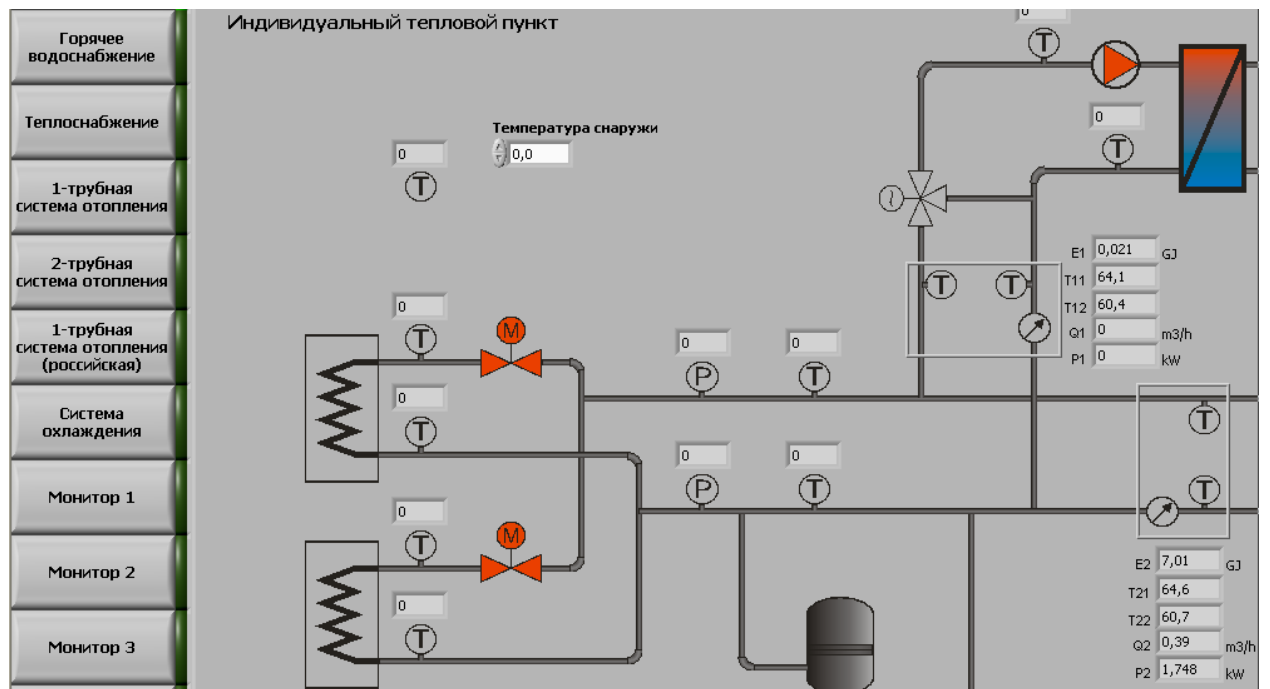 Горячее
водоснабжение
Теплоснабжение
1-трубная
система отопления
2-трубная
система отопления
1-трубная
система отопления
(российская)
Система
охлаждения
Монитор 1
Монитор 2
Монитор 3
Индивидуальный тепловой пункт
0
T
0
T
Температура снаружи
0,0
0
T
E1 0,021 GJ
T11 64,1
T12 60,4
Q1 0 m3/h
P1 0 kW
T
T
0
T
M
0
T
0
P
0
T
0
P
0
T
T
T
0
T
M
0
T
E2 7,01 GJ
T21 64,6
T22 60,7
Q2 0,39 m3/h
P2 1,748 kW